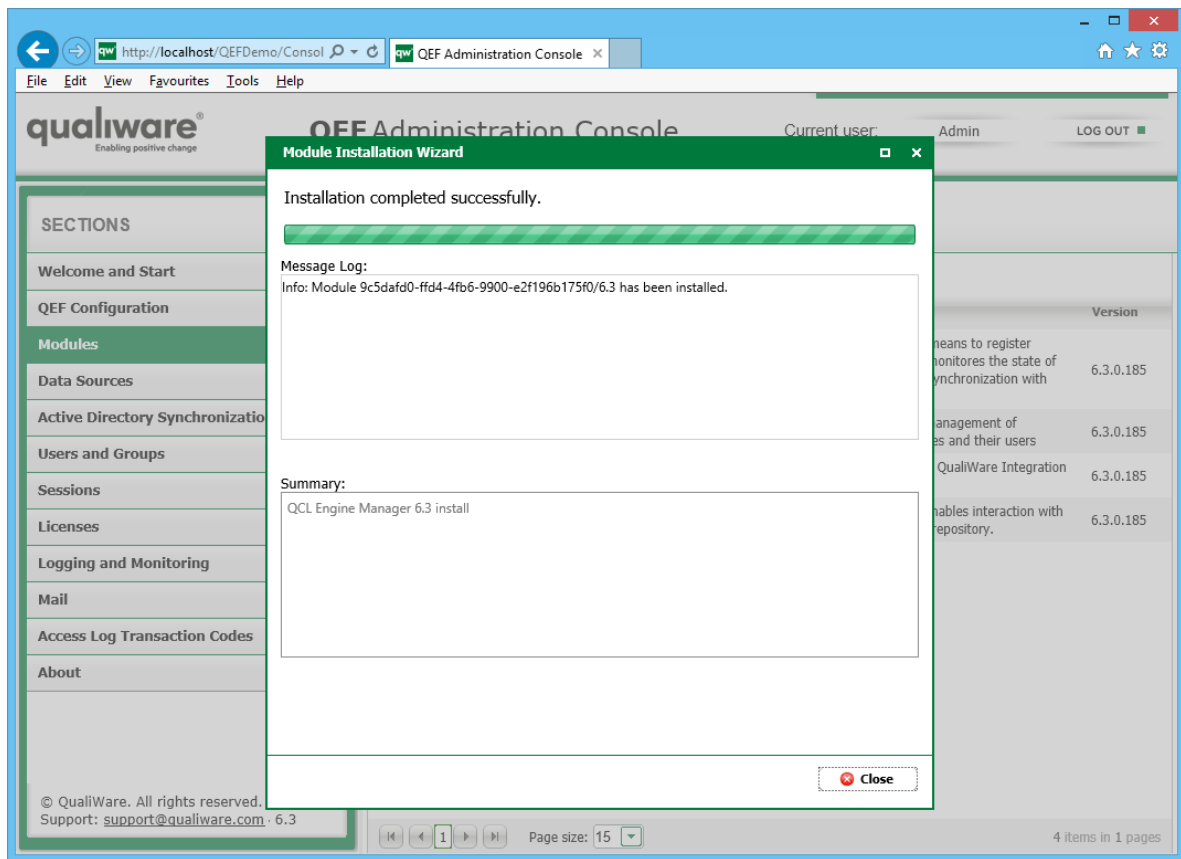 http://localhost/QEFDemo/Consol
QEF Administration Console
File Edit View Favourites Tools Help
qualiware®
Enabling positive change
QEF Administration Console
Current user:
Admin
LOG OUT
Module Installation Wizard
Installation completed successfully.
Message Log:
Info: Module 9c5dafd0-ffd4-4fb6-9900-e2f196b175f0/6.3 has been installed.
Summary:
QCL Engine Manager 6.3 install
Close
SECTIONS
Welcome and Start
QEF Configuration
Modules
Data Sources
Active Directory Synchronizatio
Users and Groups
Sessions
Licenses
Logging and Monitoring
Mail
Access Log Transaction Codes
About
© QualiWare. All rights reserved.
Support: support@qualiware.com · 6.3
Version
means to register
monitores the state of
ynchronization with
6.3.0.185
anagement of
es and their users
6.3.0.185
QualiWare Integration
6.3.0.185
nables interaction with
repository.
6.3.0.185
1
Page size: 15
4 items in 1 pages